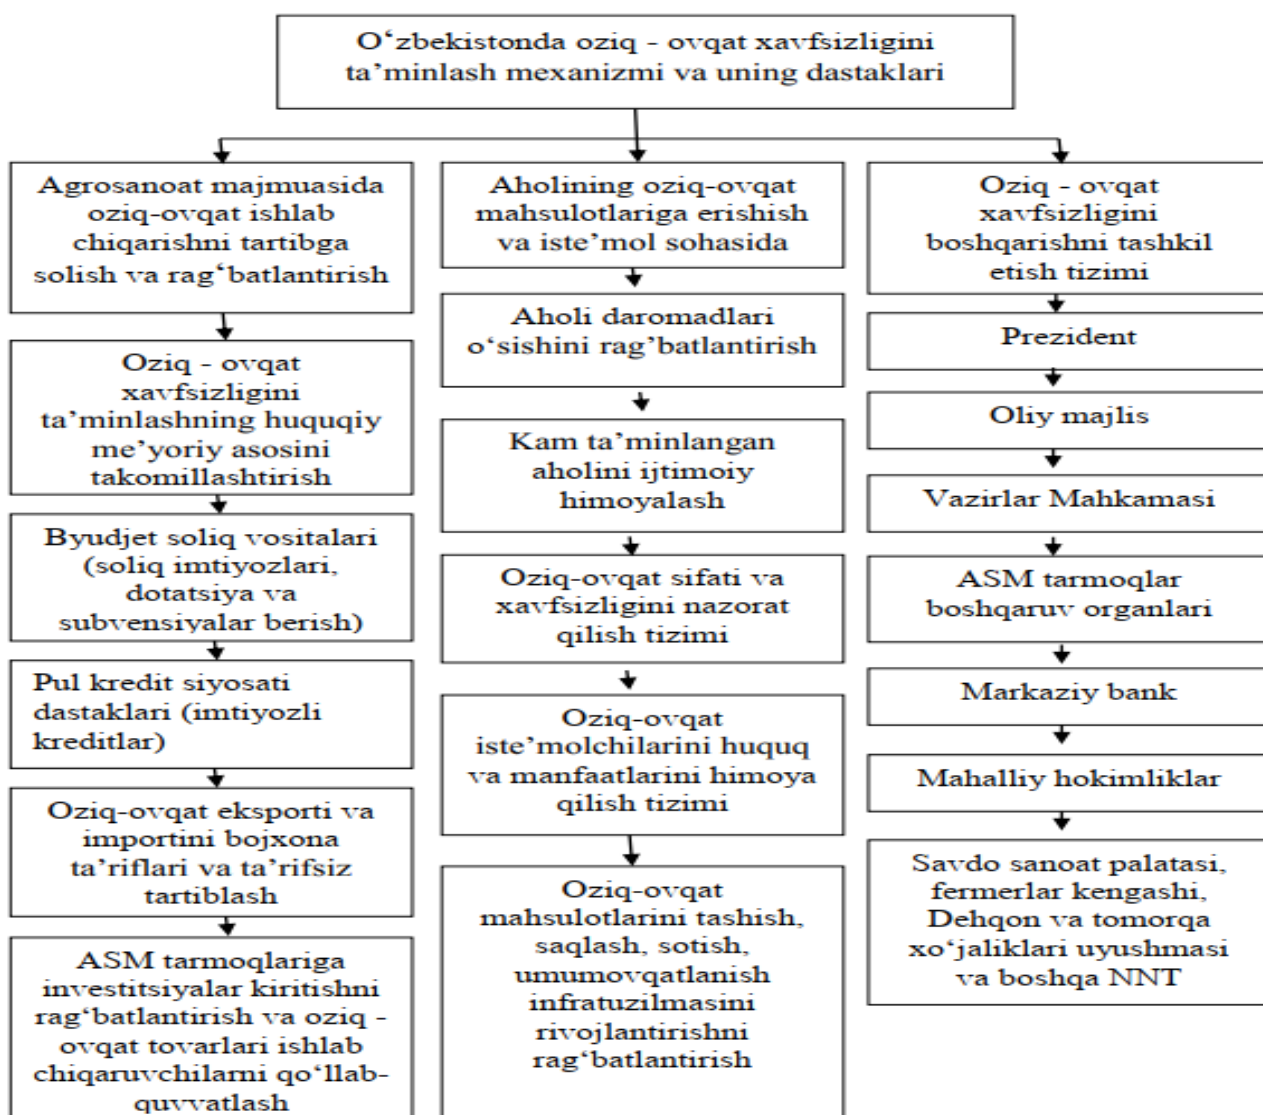 O‘zbekistonda oziq - ovqat xavfsizligini
ta’minlash mexanizmi va uning dastaklari
Agrosanoat majmuasida
oziq-ovqat ishlab
chiqarishni tartibga
solish va rag‘batlantirish
Oziq - ovqat
xavfsizligini
ta’minlashning huquqiy
me’yoriy asosini
takomillashtirish
Byudjet soliq vositalari
(soliq imtiyozlari,
dotatsiya va
subvensiyalar berish)
Pul kredit siyosati
dastaklari (imtiyozli
kreditlar)
Oziq-ovqat eksporti va
importini bojxona
ta’riflari va ta’rifsiz
tartiblash
ASM tarmoqlariga
investitsiyalar kiritishni
rag‘batlantirish va oziq -
ovqat tovarlari ishlab
chiqaruvchilarni qo‘llab-
quvvatlash
Aholining oziq-ovqat
mahsulotlariga erishish
va iste’mol sohasida
Aholi daromadlari
o‘sishini rag’batlantirish
Kam ta’minlangan
aholini ijtimoiy
himoyalash
Oziq-ovqat sifati va
xavfsizligini nazorat
qilish tizimi
Oziq-ovqat
iste’molchilarini huquq
va manfaatlarini himoya
qilish tizimi
Oziq-ovqat
mahsulotlarini tashish,
saqlash, sotish,
umumovqatlanish
infratuzilmasini
rivojlantirishni
rag‘batlantirish
Oziq - ovqat
xavfsizligini
boshqarishni tashkil
etish tizimi
Prezident
Oliy majlis
Vazirlar Mahkamasi
ASM tarmoqlar
boshqaruv organlari
Markaziy bank
Mahalliy hokimliklar
Savdo sanoat palatasi,
fermerlar kengashi,
Dehqon va tomorqa
xo‘jaliklari uyushmasi
va boshqa NNT